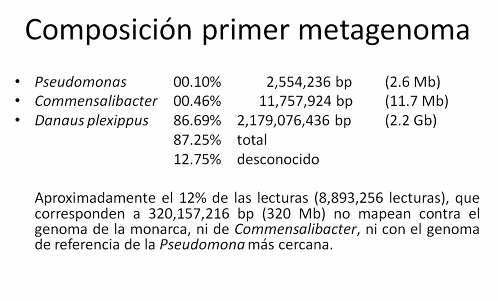 Composición primer metagenoma
• Pseudomonas 00.10% 2,554,236 bp (2.6 Mb)
• Commensalibacter 00.46% 11,757,924 bp (11.7 Mb)
• Danaus plexippus 86.69% 2,179,076,436 bp (2.2 Gb)
87.25% total
12.75% desconocido
Aproximadamente el 12% de las lecturas (8,893,256 lecturas), que
corresponden a 320,157,216 bp (320 Mb) no mapean contra el
genoma de la monarca, ni de Commensalibacter, ni con el genoma
de referencia de la Pseudomona más cercana.